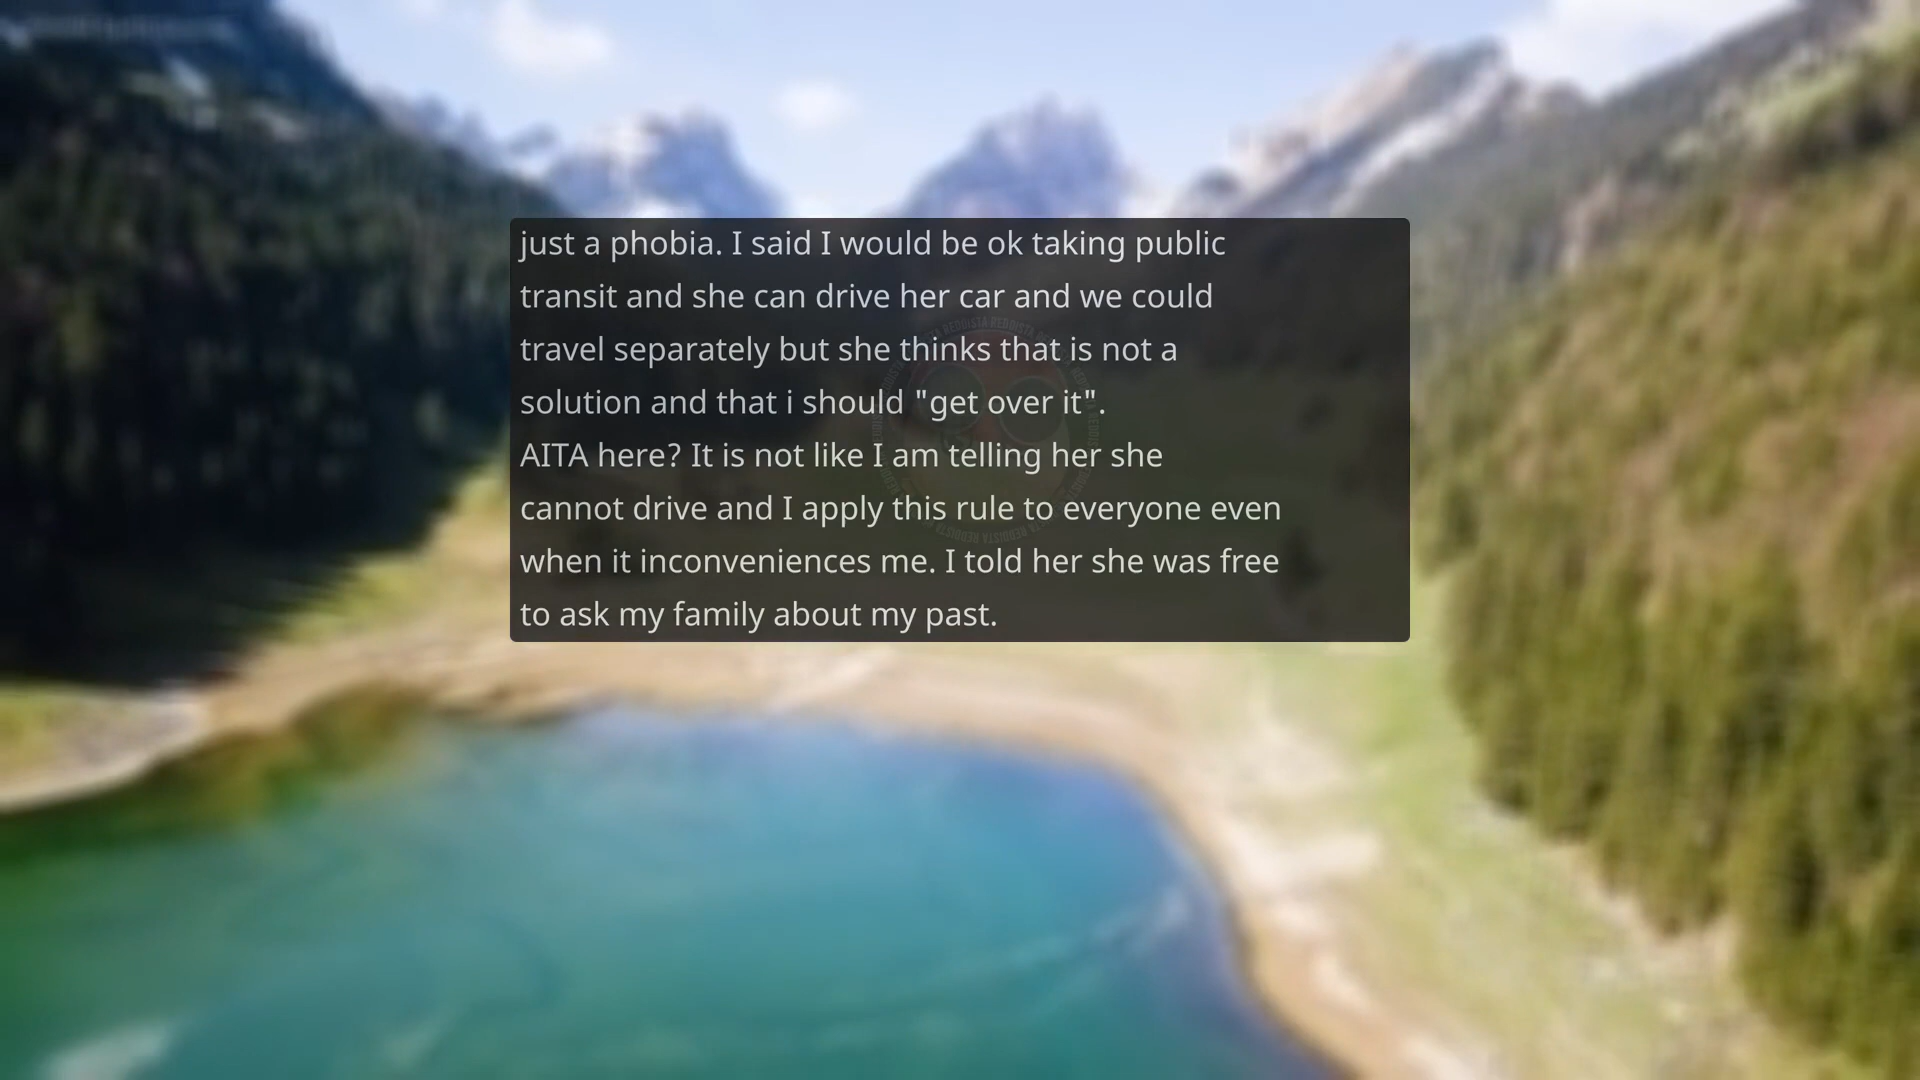 just a phobia. I said I would be ok taking public
transit and she can drive her car and we could
travel separately but she thinks that is not a
solution and that i should "get over it".
AITA here? It is not like I am telling her she
cannot drive and I apply this rule to everyone even
when it inconveniences me. I told her she was free
to ask my family about my past.